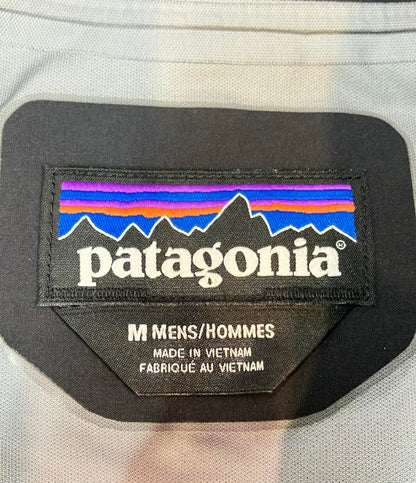 patagonia®
M MENS/HOMMES
MADE IN VIETNAM
FABRIQUÉ AU VIETNAM